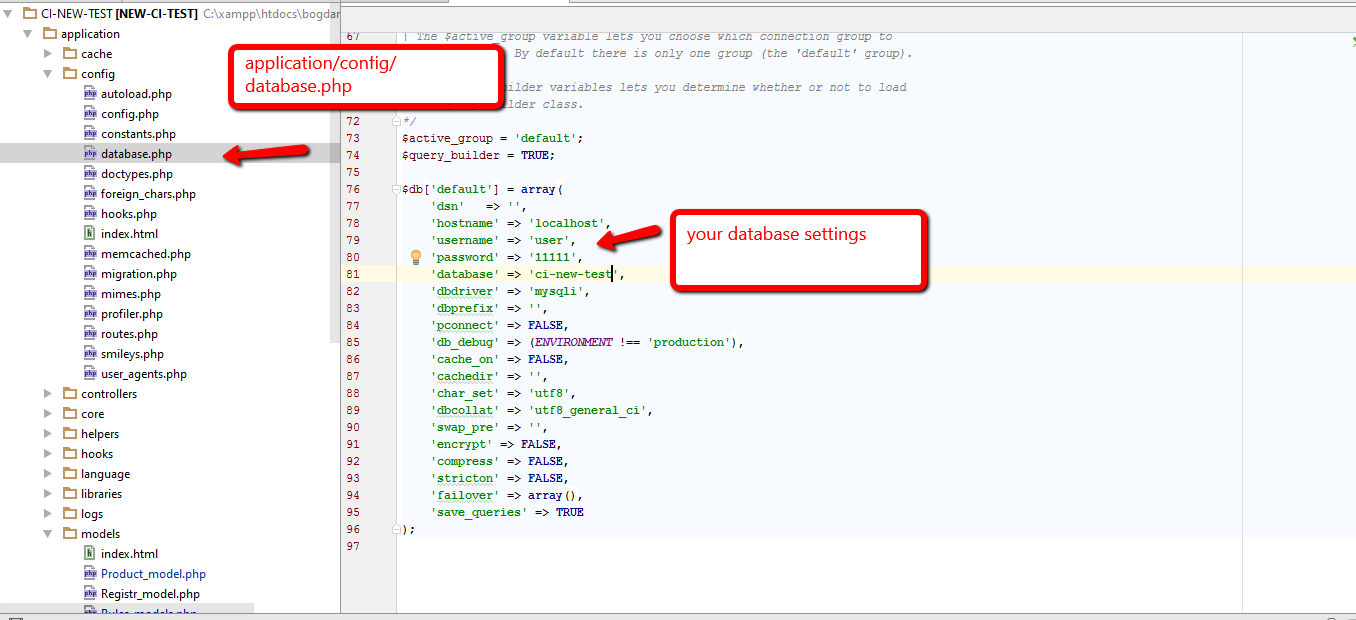 CI-NEW-TEST [NEW-CI-TEST] C:\xampp\htdocs\bogdan
application
cache
config
autoload.php
config.php
constants.php
database.php
doctypes.php
foreign_chars.php
hooks.php
index.html
memcached.php
migration.php
mimes.php
profiler.php
routes.php
smileys.php
user_agents.php
controllers
core
helpers
hooks
language
libraries
logs
models
index.html
Product_model.php
Registr_model.php
application/config/
database.php
67 | The $active_group variable lets you choose which connection group to
By default there is only one group (the 'default' group).
ilder variables lets you determine whether or not to load
lder class.
72 */
73 $active_group = 'default';
74 $query_builder = TRUE;
75
76 $db['default'] = array(
77 'dsn' => '',
78 'hostname' => 'localhost',
79 'username' => 'user',
80 'password' => '11111',
81 'database' => 'ci-new-test',
82 'dbdriver' => 'mysqli',
83 'dbprefix' => '',
84 'pconnect' => FALSE,
85 'db_debug' => (ENVIRONMENT !== 'production'),
86 'cache_on' => FALSE,
87 'cachedir' => '',
88 'char_set' => 'utf8',
89 'dbcollat' => 'utf8_general_ci',
90 'swap_pre' => '',
91 'encrypt' => FALSE,
92 'compress' => FALSE,
93 'stricton' => FALSE,
94 'failover' => array(),
95 'save_queries' => TRUE
96 );
97
your database settings